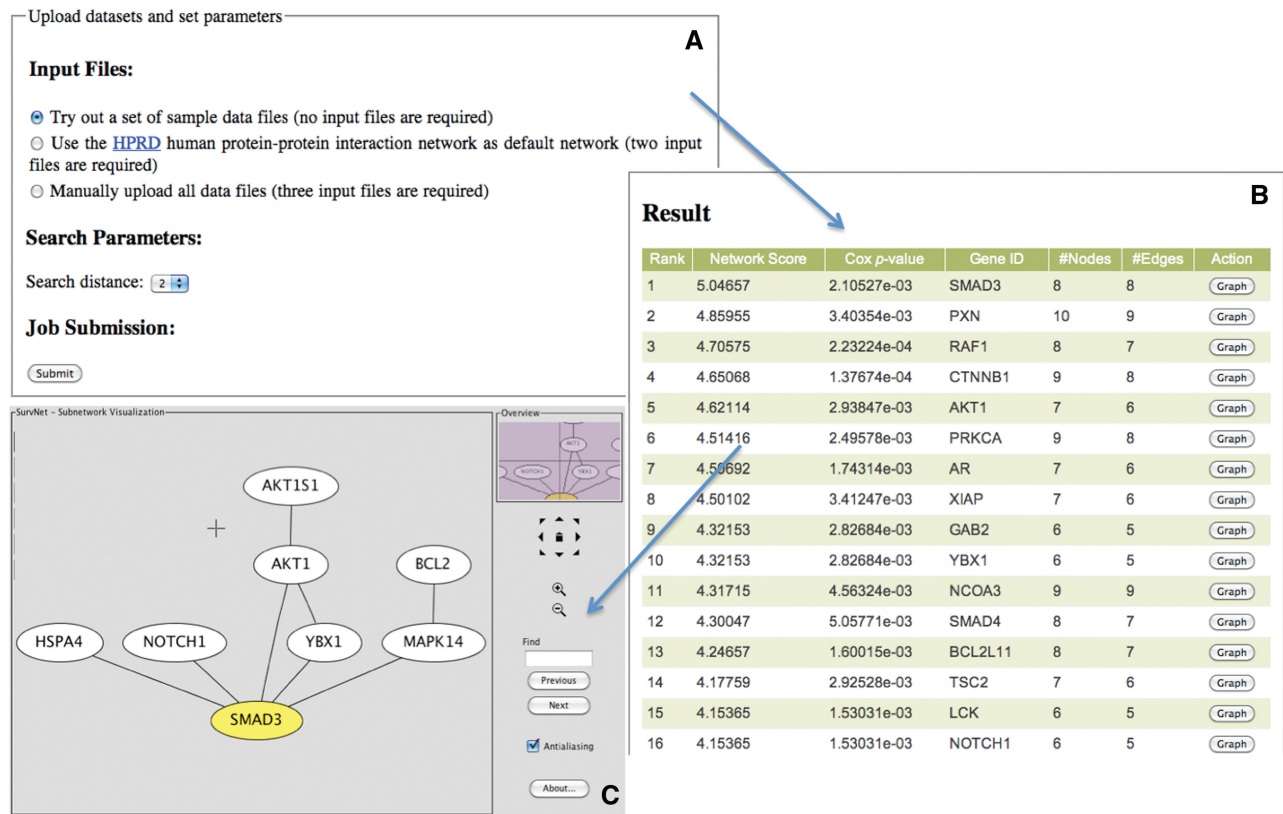 Upload datasets and set parameters
A
Input Files:
Try out a set of sample data files (no input files are required)
Use the HPRD human protein-protein interaction network as default network (two input
files are required)
Manually upload all data files (three input files are required)
Search Parameters:
Search distance: 2
Job Submission:
Submit
B
Result
Rank Network Score Cox p-value Gene ID #Nodes #Edges Action
1 5.04657 2.10527e-03 SMAD3 8 8 Graph
2 4.85955 3.40354e-03 PXN 10 9 Graph
3 4.70575 2.23224e-04 RAF1 8 7 Graph
4 4.65068 1.37674e-04 CTNNB1 9 8 Graph
5 4.62114 2.93847e-03 AKT1 7 6 Graph
6 4.51416 2.49578e-03 PRKCA 9 8 Graph
7 4.50692 1.74314e-03 AR 7 6 Graph
8 4.50102 3.41247e-03 XIAP 7 6 Graph
9 4.32153 2.82684e-03 GAB2 6 5 Graph
10 4.32153 2.82684e-03 YBX1 6 5 Graph
11 4.31715 4.56324e-03 NCOA3 9 9 Graph
12 4.30047 5.05771e-03 SMAD4 8 7 Graph
13 4.24657 1.60015e-03 BCL2L11 8 7 Graph
14 4.17759 2.92528e-03 TSC2 7 6 Graph
15 4.15365 1.53031e-03 LCK 6 5 Graph
16 4.15365 1.53031e-03 NOTCH1 6 5 Graph
SurvNet - Subnetwork Visualization
AKT1S1
AKT1
BCL2
HSPA4
NOTCH1
YBX1
MAPK14
SMAD3
Overview
AKT1
NOTCH1
YBX1
Find
Previous
Next
Antialiasing
About...
C